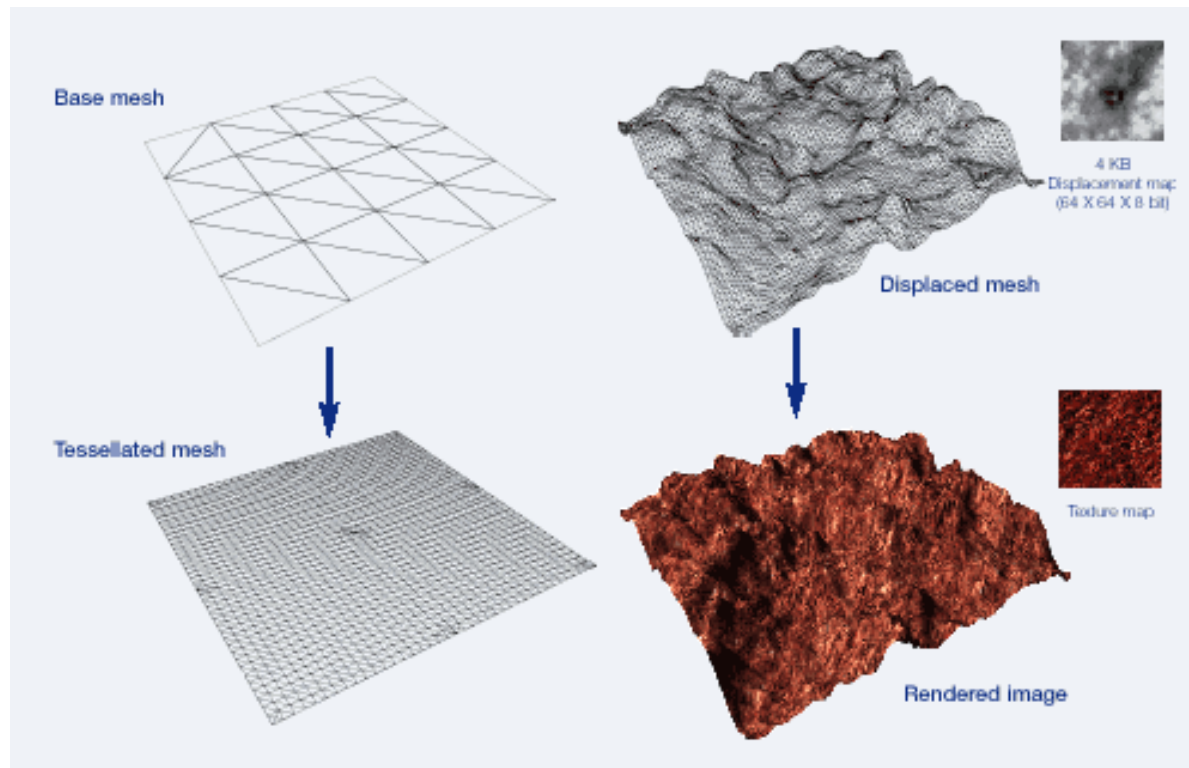 Base mesh
4 KB
Displacement map
(64 X 64 X 8 bit)
Displaced mesh
Tessellated mesh
Texture map
Rendered image